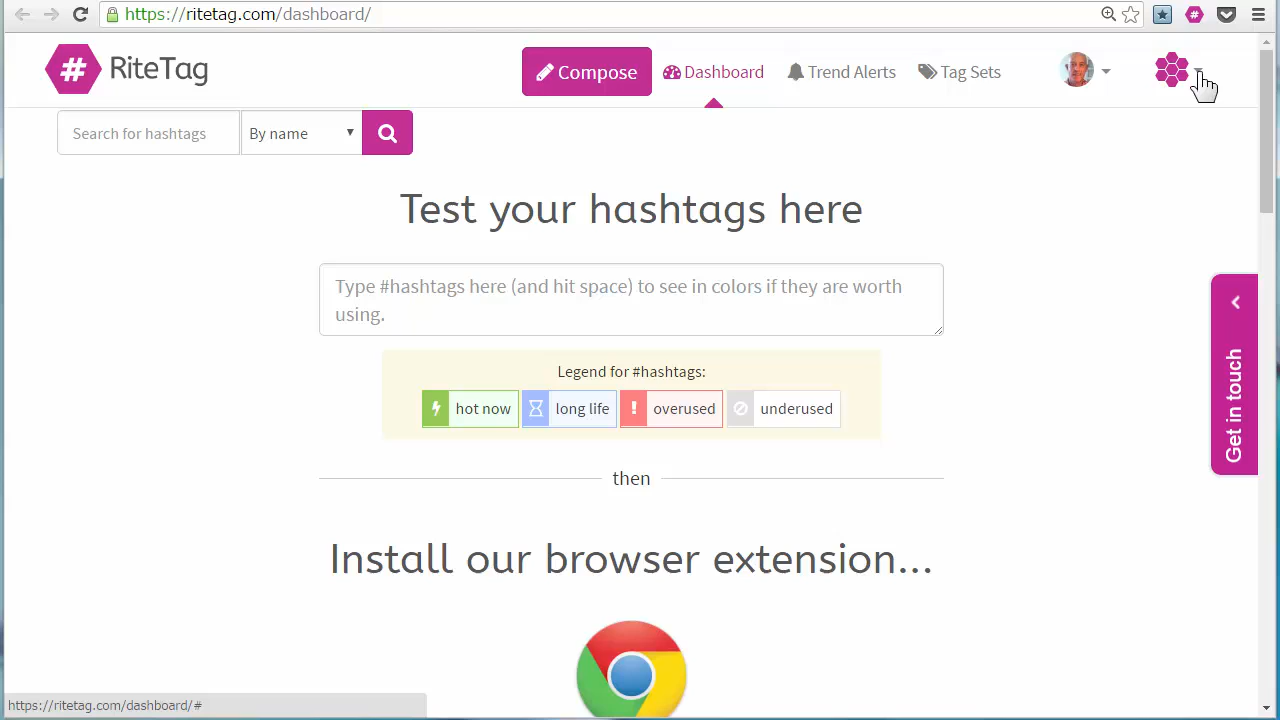 https://ritetag.com/dashboard/
# RiteTag
Compose
Dashboard
Trend Alerts
Tag Sets
Search for hashtags
By name
Test your hashtags here
Type #hashtags here (and hit space) to see in colors if they are worth
using.
Legend for #hashtags:
hot now
long life
! overused
underused
then
Get in touch
Install our browser extension...
https://ritetag.com/dashboard/#